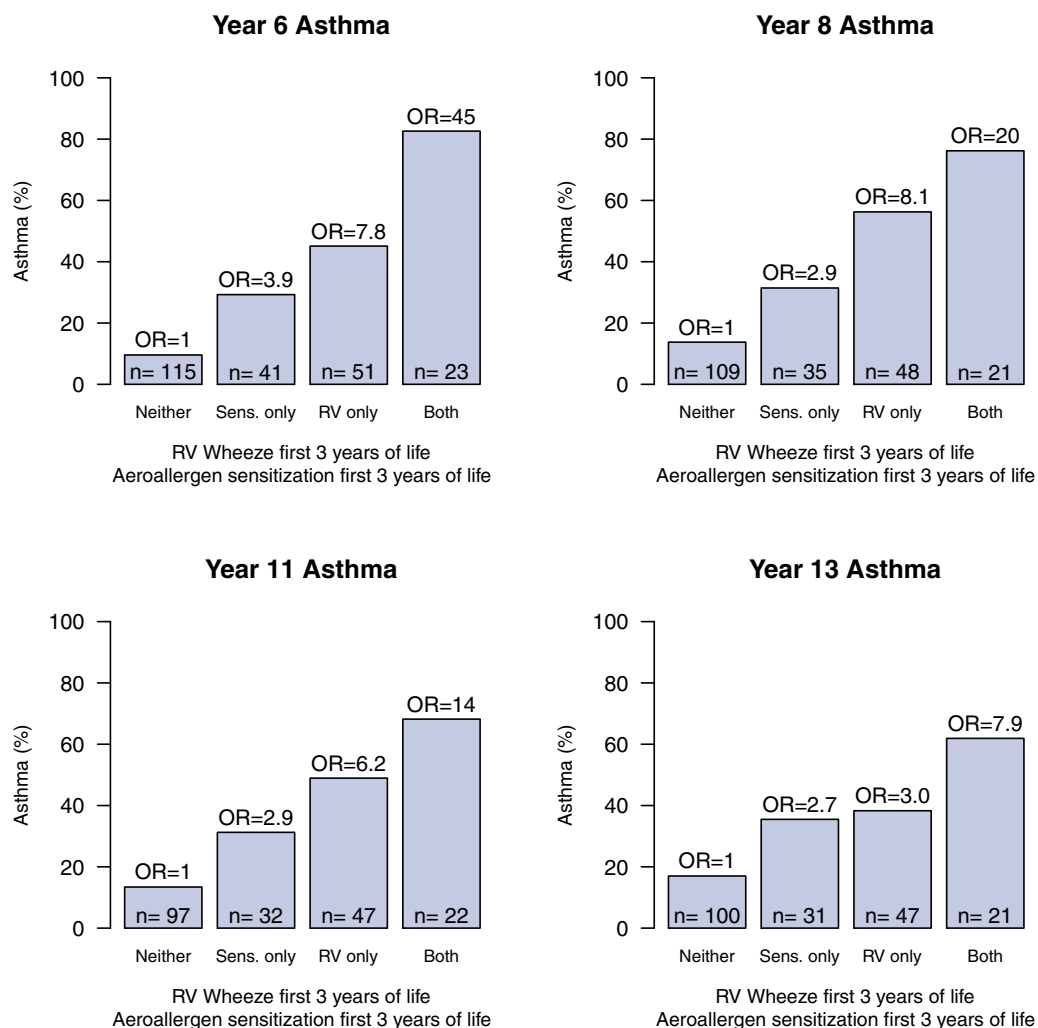 Year 6 Asthma
100
80
60
40
20
0
Asthma (%)
OR=1
OR=3.9
OR=7.8
OR=45
n= 115
n= 41
n= 51
n= 23
Neither
Sens. only
RV only
Both
RV Wheeze first 3 years of life
Aeroallergen sensitization first 3 years of life
Year 8 Asthma
100
80
60
40
20
0
Asthma (%)
OR=1
OR=2.9
OR=8.1
OR=20
n= 109
n= 35
n= 48
n= 21
Neither
Sens. only
RV only
Both
RV Wheeze first 3 years of life
Aeroallergen sensitization first 3 years of life
Year 11 Asthma
100
80
60
40
20
0
Asthma (%)
OR=1
OR=2.9
OR=6.2
OR=14
n= 97
n= 32
n= 47
n= 22
Neither
Sens. only
RV only
Both
RV Wheeze first 3 years of life
Aeroallergen sensitization first 3 years of life
Year 13 Asthma
100
80
60
40
20
0
Asthma (%)
OR=1
OR=2.7
OR=3.0
OR=7.9
n= 100
n= 31
n= 47
n= 21
Neither
Sens. only
RV only
Both
RV Wheeze first 3 years of life
Aeroallergen sensitization first 3 years of life